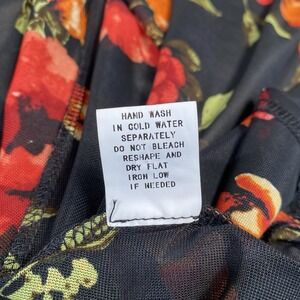 HAND WASH
IN COLD WATER
SEPARATELY
DO NOT BLEACH
RESHAPE AND
DRY FLAT
IRON LOW
IF NEEDED